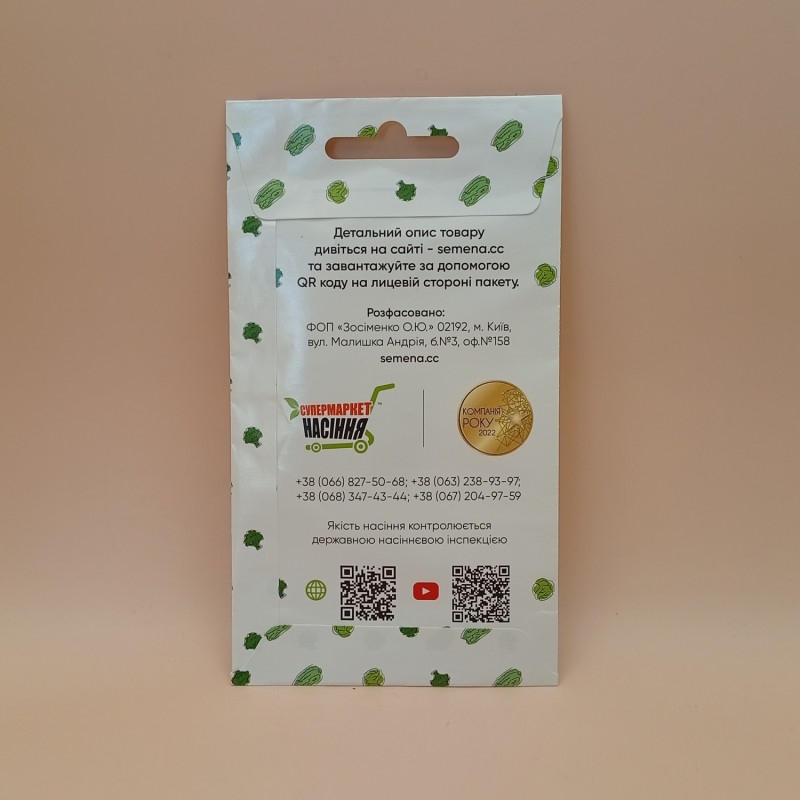 Детальний опис товару
дивіться на сайті - semena.cc
та завантажуйте за допомогою
QR коду на лицевій стороні пакету.
Розфасовано:
ФОП «Зосіменко О.Ю.» 02192, м. Київ,
вул. Малишка Андрія, б.№3, оф.№158
semena.cc
СУПЕРМАРКЕТ™
НАСІННЯ
КОМПАНІЯ
РОКУ
2022
+38 (066) 827-50-68; +38 (063) 238-93-97;
+38 (068) 347-43-44; +38 (067) 204-97-59
Якість насіння контролюється
державною насіннєвою інспекцією